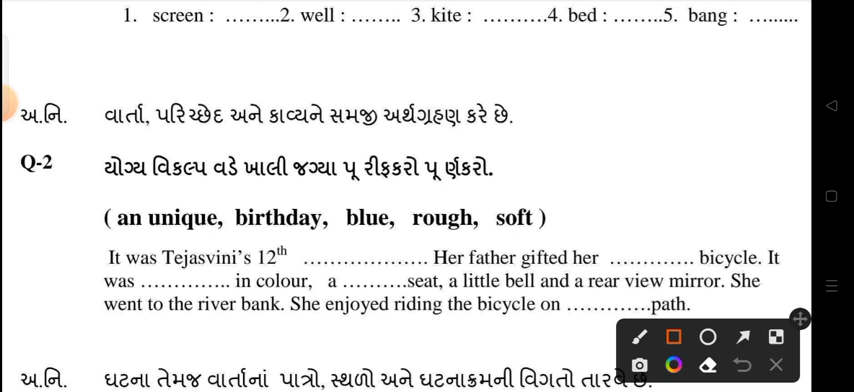 1. screen : ………2. well : …….. 3. kite : ……….4. bed : ……..5. bang : ….......
અ.નિ. વાર્તા, પરિચ્છેદ અને કાવ્યને સમજી અર્થગ્રહણ કરે છે.
Q-2 યોગ્ય વિકલ્પ વડે ખાલી જગ્યા પૂ રીફકરો પૂ ર્ણકરો.
( an unique, birthday, blue, rough, soft )
It was Tejasvini’s 12th ………………. Her father gifted her …………. bicycle. It
was ………….. in colour, a ……….seat, a little bell and a rear view mirror. She
went to the river bank. She enjoyed riding the bicycle on ………….path.
અ.નિ. ઘટના તેમજ વાર્તાનાં પાત્રો, સ્થળો અને ઘટનાક્રમની વિગતો તારવે છે.